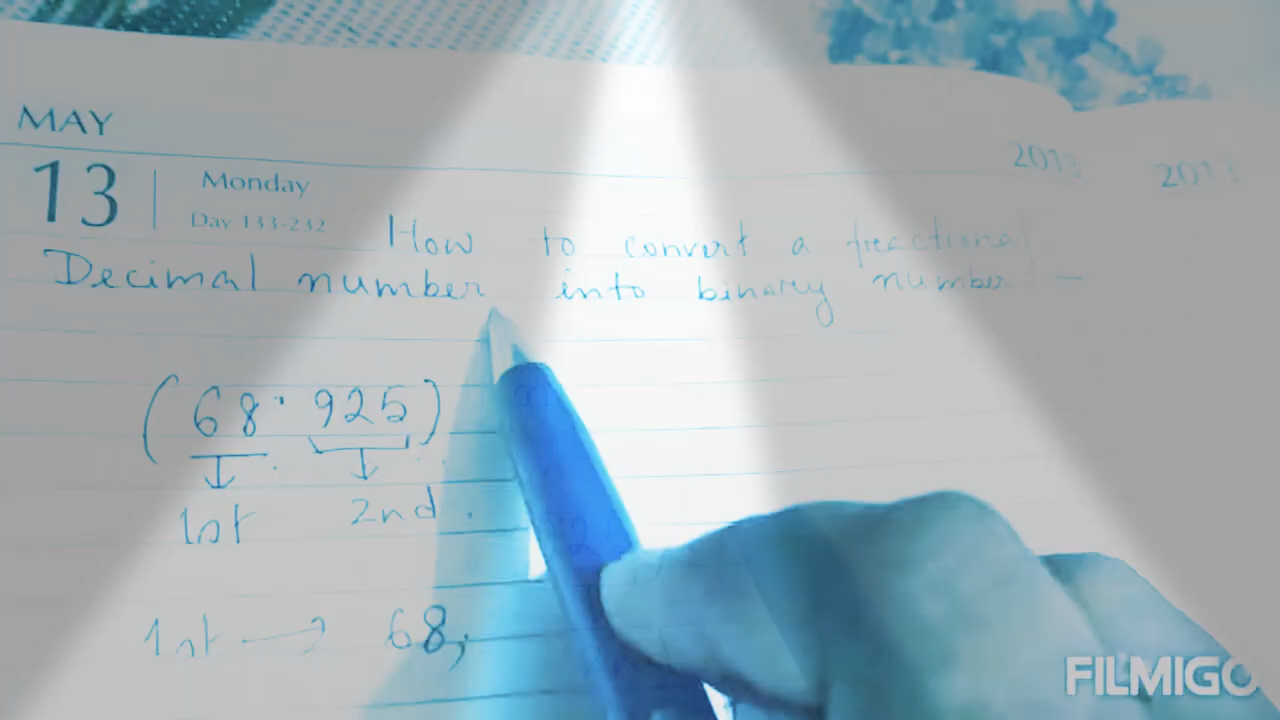 MAY
13
Monday
Day 133-232
2013
201
How to convert a fractional
Decimal number into binary number :-
(68.925)
1st 2nd.
1st → 68,
FILMIGO